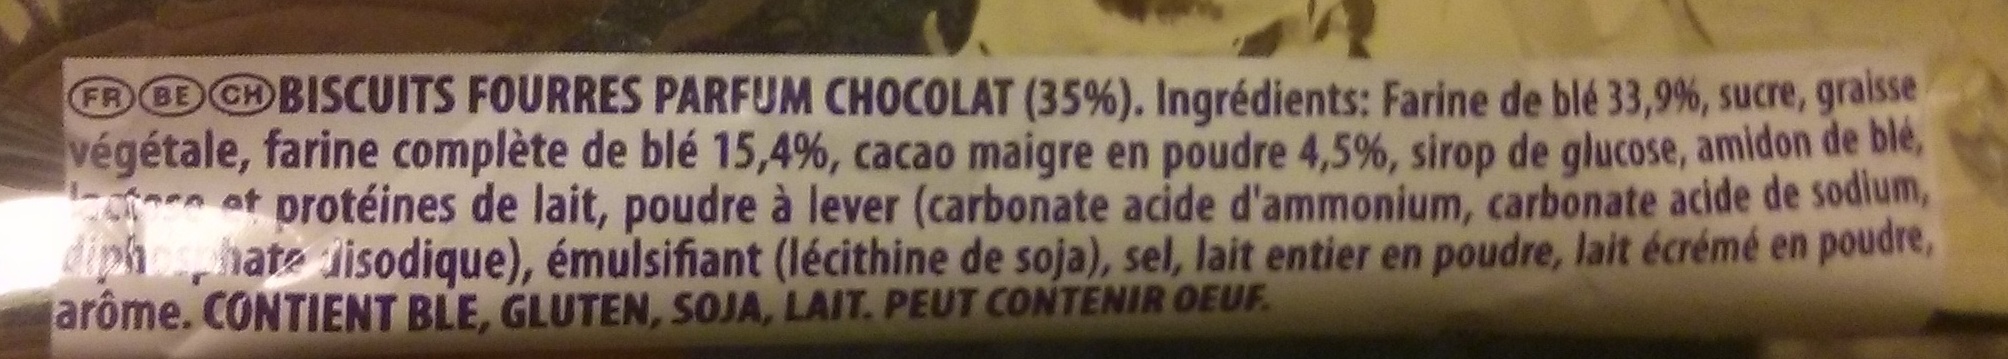 FR BE CH BISCUITS FOURRES PARFUM CHOCOLAT (35%). Ingrédients: Farine de blé 33,9%, sucre, graisse
végétale, farine complète de blé 15,4%, cacao maigre en poudre 4,5%, sirop de glucose, amidon de blé,
et protéines de lait, poudre à lever (carbonate acide d'ammonium, carbonate acide de sodium,
disodique), émulsifiant (lécithine de soja), sel, lait entier en poudre, lait écrémé en poudre,
arôme. CONTIENT BLE, GLUTEN, SOJA, LAIT. PEUT CONTENIR OEUF.